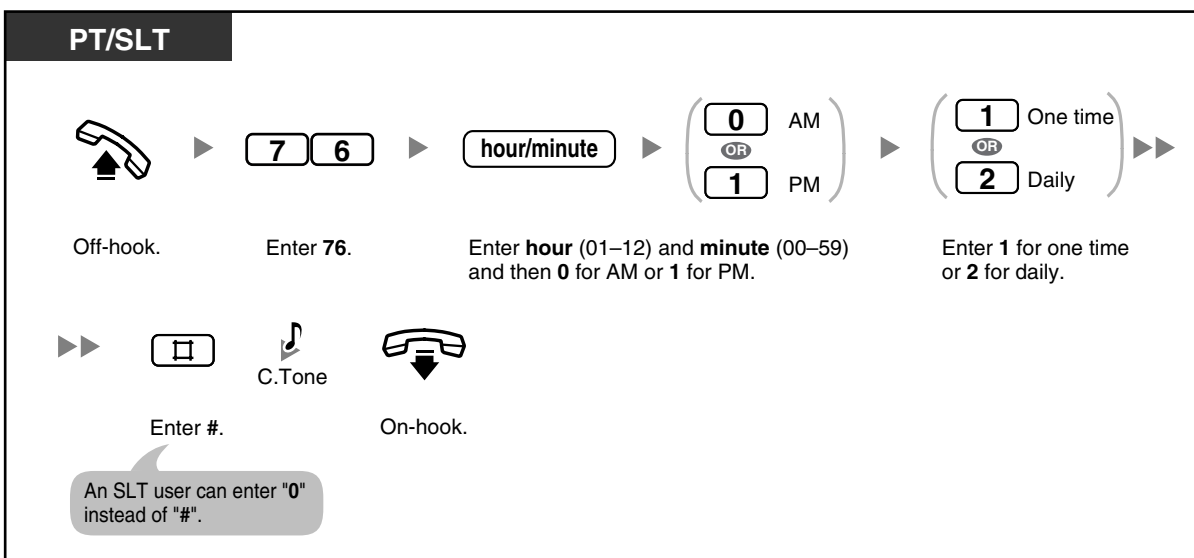 PT/SLT
7 6
hour/minute
0 AM
OR
1 PM
1 One time
OR
2 Daily
Off-hook.
Enter 76.
Enter hour (01–12) and minute (00–59)
and then 0 for AM or 1 for PM.
Enter 1 for one time
or 2 for daily.
#
C.Tone
Enter #.
On-hook.
An SLT user can enter "0"
instead of "#".